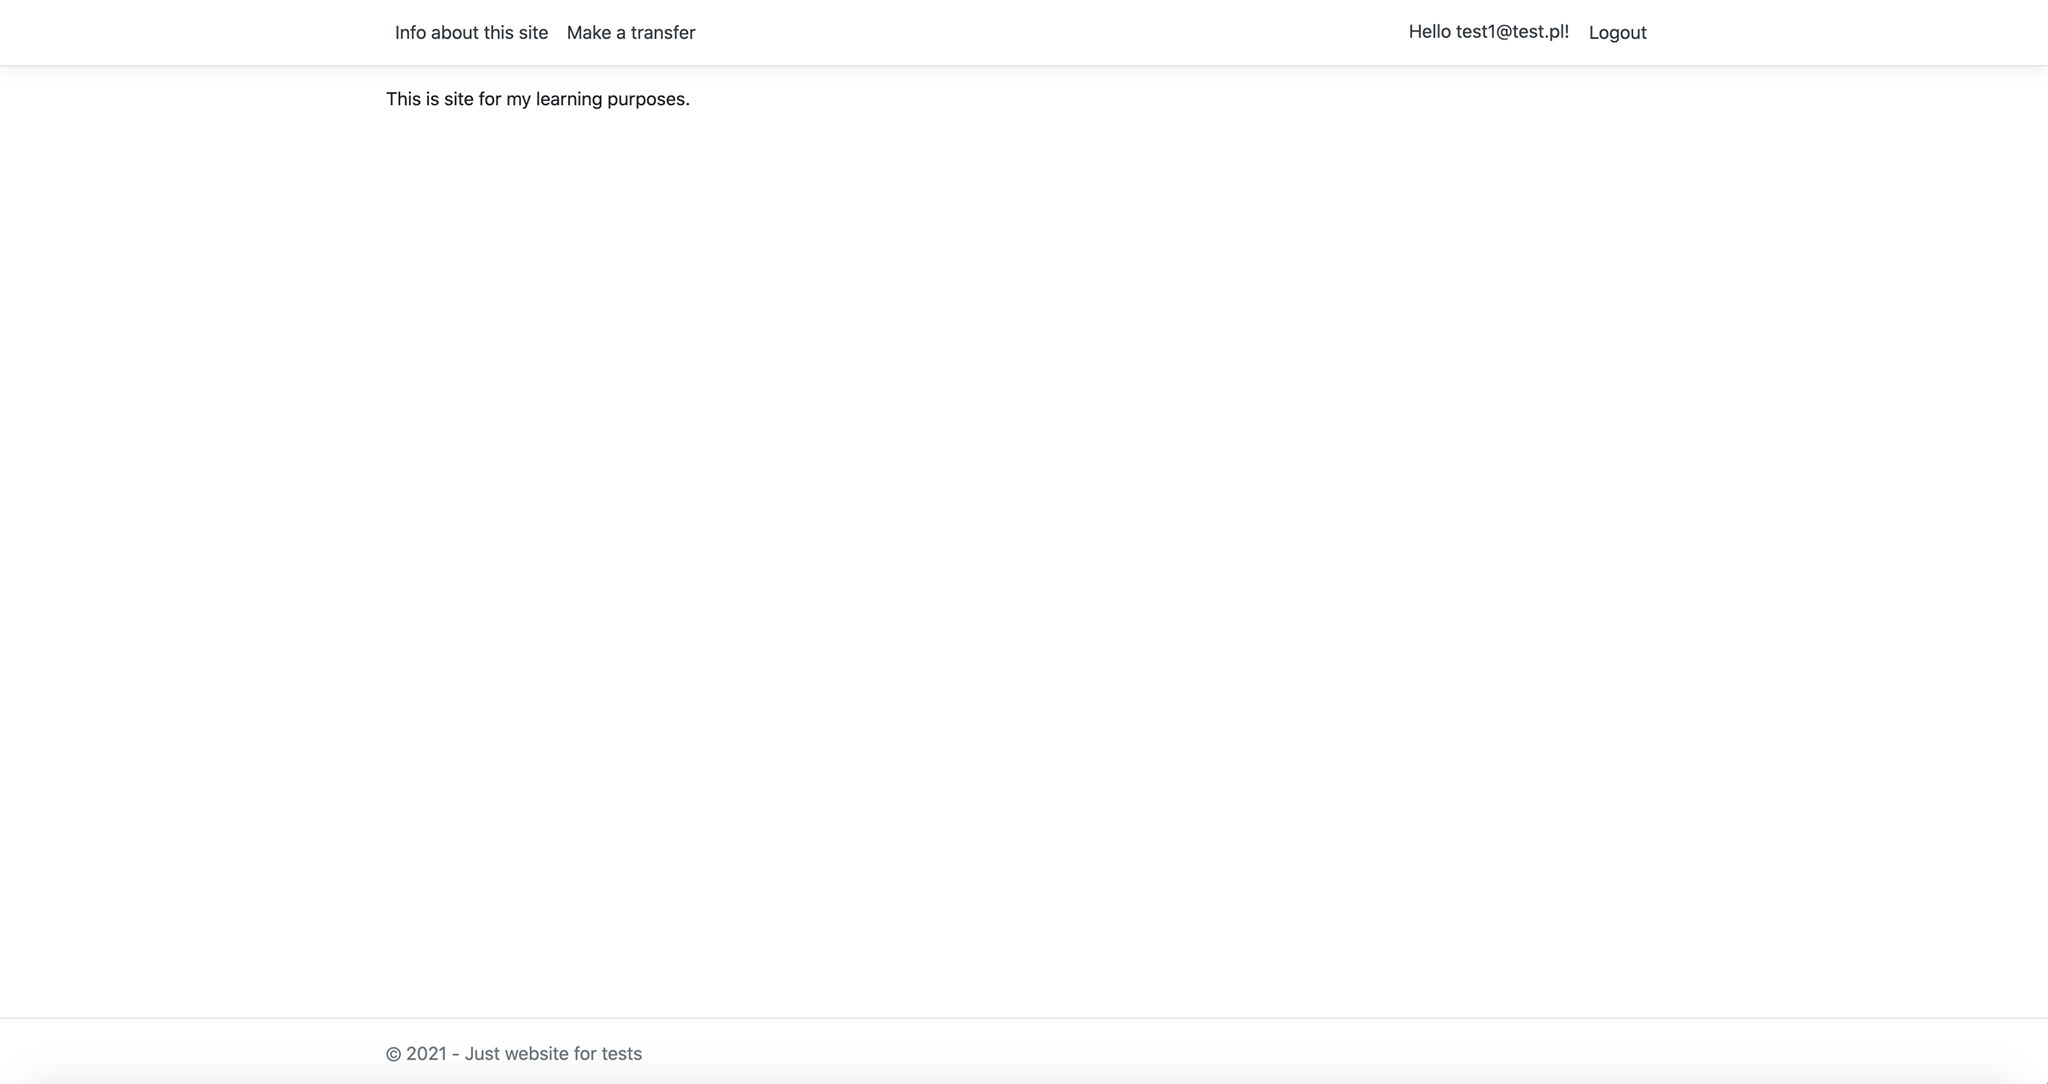 Info about this site Make a transfer Hello test1@test.pl! Logout
This is site for my learning purposes.
© 2021 - Just website for tests